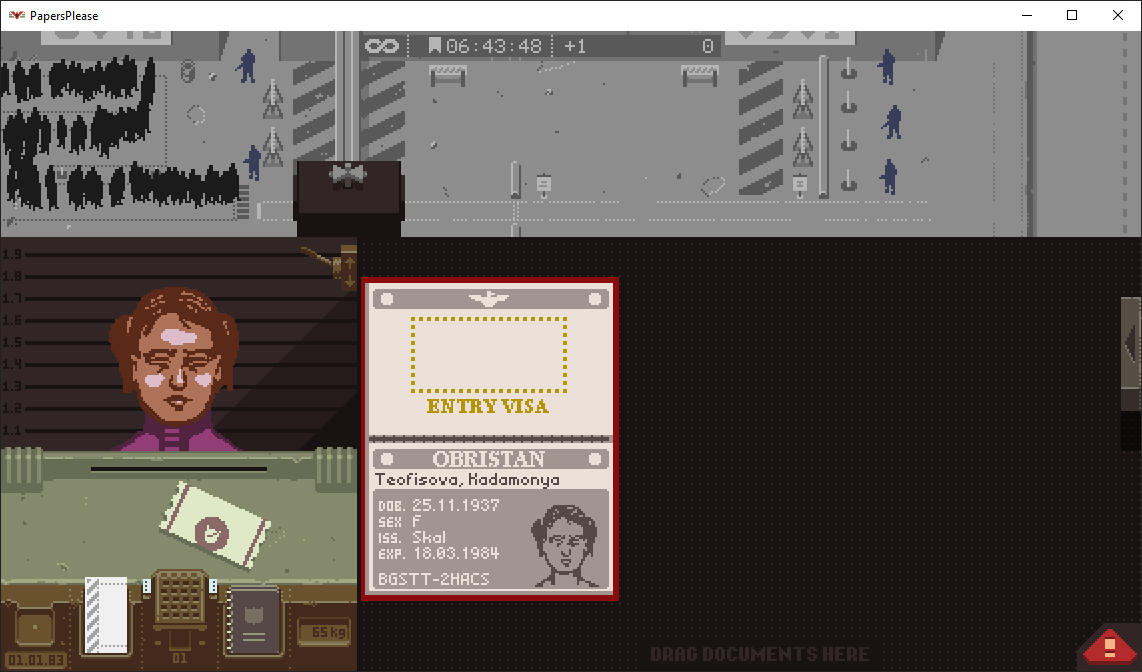 PapersPlease
06:43:48
+1
0
1.9
1.8
1.7
1.6
1.5
1.4
1.3
1.2
1.1
ENTRY VISA
OBRISTAN
Teofisova, Kadamonya
DOB. 25.11.1937
SEX F
ISS. Skal
EXP. 18.03.1984
BGSTT-2HACS
01.01.83
01
65kg
DRAG DOCUMENTS HERE